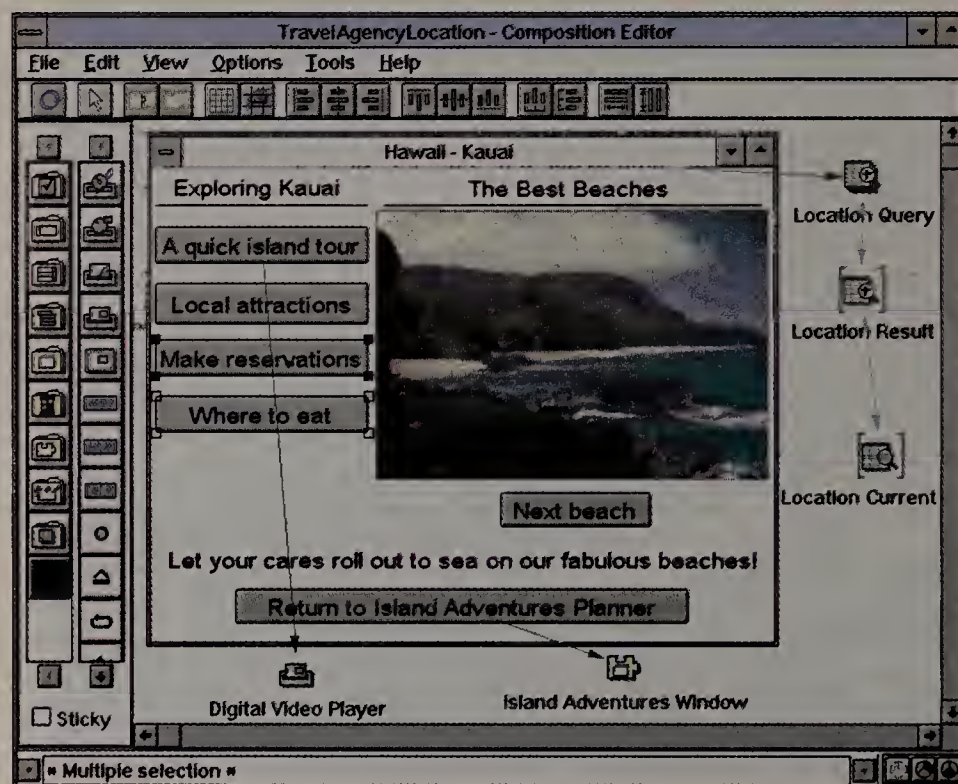 TravelAgencyLocation - Composition Editor
File Edit View Options Tools Help
Hawaii - Kauai
Exploring Kauai
The Best Beaches
A quick island tour
Local attractions
Make reservations
Where to eat
Next beach
Let your cares roll out to sea on our fabulous beaches!
Return to Island Adventures Planner
Location Query
Location Result
Location Current
Digital Video Player
Island Adventures Window
Sticky
* Multiple selection *